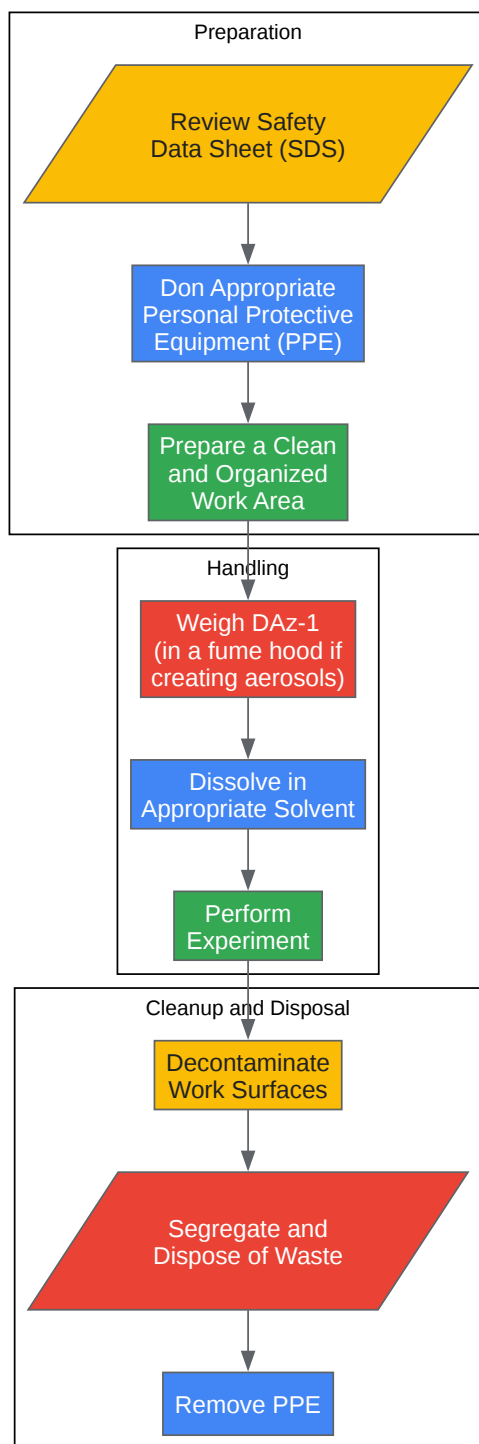 Preparation
Review Safety
Data Sheet (SDS)
Don Appropriate
Personal Protective
Equipment (PPE)
Prepare a Clean
and Organized
Work Area
Handling
Weigh DAz-1
(in a fume hood if
creating aerosols)
Dissolve in
Appropriate Solvent
Perform
Experiment
Cleanup and Disposal
Decontaminate
Work Surfaces
Segregate and
Dispose of Waste
Remove PPE